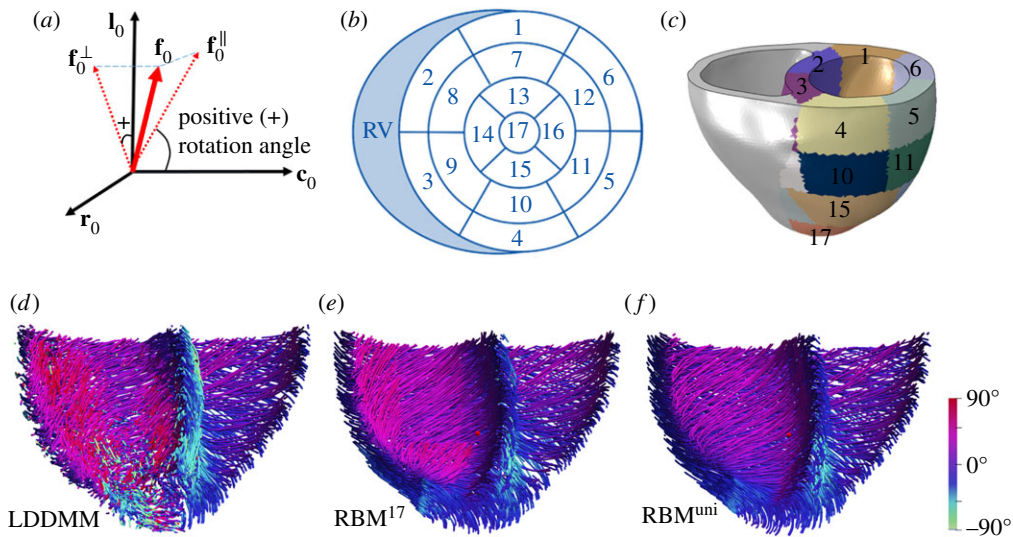 (a)
l₀
f₀⊥
f₀
f₀∥
+
positive (+)
rotation angle
c₀
r₀
(b)
1
7
2
6
8
13
12
RV
14
17
16
9
15
11
3
10
5
4
(c)
2
1
6
3
5
4
11
10
15
17
(d)
LDDMM
(e)
RBM¹⁷
(f)
RBMᵘⁿⁱ
90°
0°
–90°